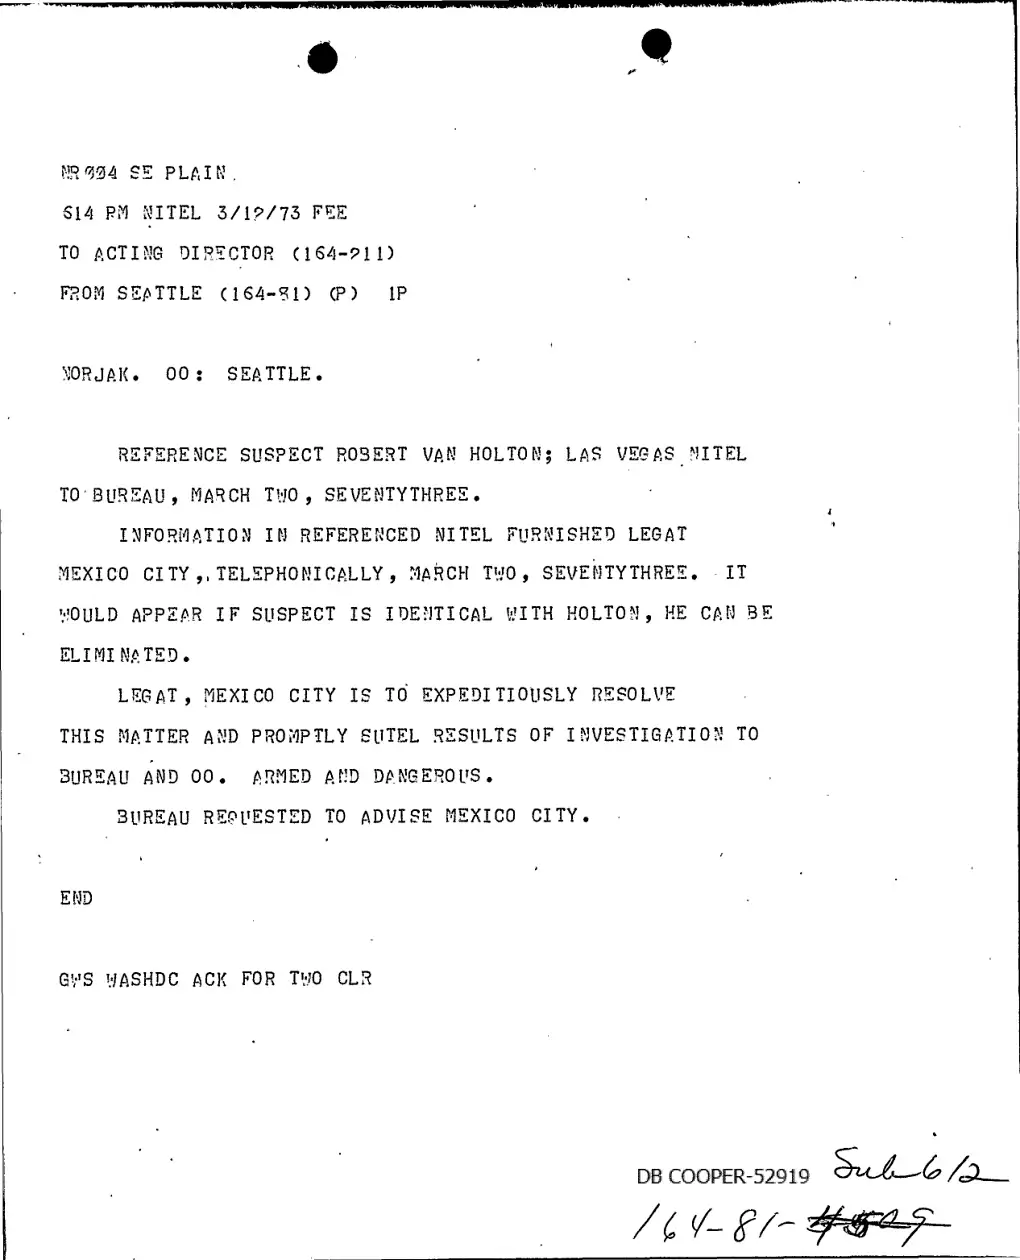 NR004 SE PLAIN.
614 PM NITEL 3/12/73 FEE
TO ACTING DIRECTOR (164-211)
FROM SEATTLE (164-81) (P) 1P
NORJAK. OO: SEATTLE.
REFERENCE SUSPECT ROBERT VAN HOLTON; LAS VEGAS NITEL
TO BUREAU, MARCH TWO, SEVENTYTHREE.
INFORMATION IN REFERENCED NITEL FURNISHED LEGAT
MEXICO CITY,, TELEPHONICALLY, MARCH TWO, SEVENTYTHREE. IT
WOULD APPEAR IF SUSPECT IS IDENTICAL WITH HOLTON, HE CAN BE
ELIMINATED.
LEGAT, MEXICO CITY IS TO EXPEDITIOUSLY RESOLVE
THIS MATTER AND PROMPTLY SUTEL RESULTS OF INVESTIGATION TO
BUREAU AND OO. ARMED AND DANGEROUS.
BUREAU REQUESTED TO ADVISE MEXICO CITY.
END
GWS WASHDC ACK FOR TWO CLR
DB COOPER-52919 Sub 612
164-81-